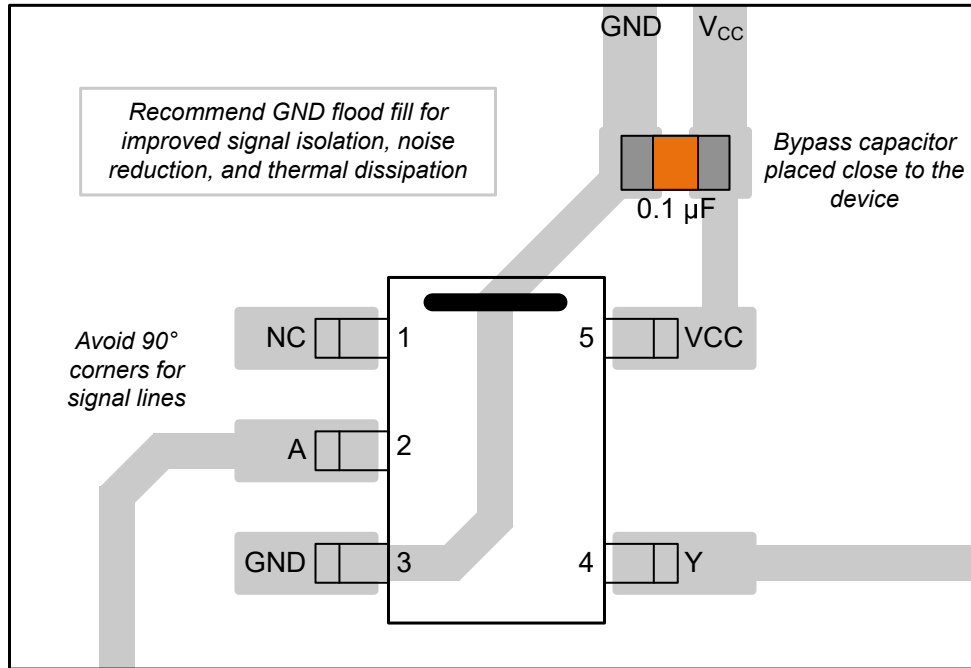 GND
V_CC
Recommend GND flood fill for
improved signal isolation, noise
reduction, and thermal dissipation
Bypass capacitor
placed close to the
device
0.1 µF
NC
1
5
VCC
Avoid 90°
corners for
signal lines
A
2
GND
3
4
Y